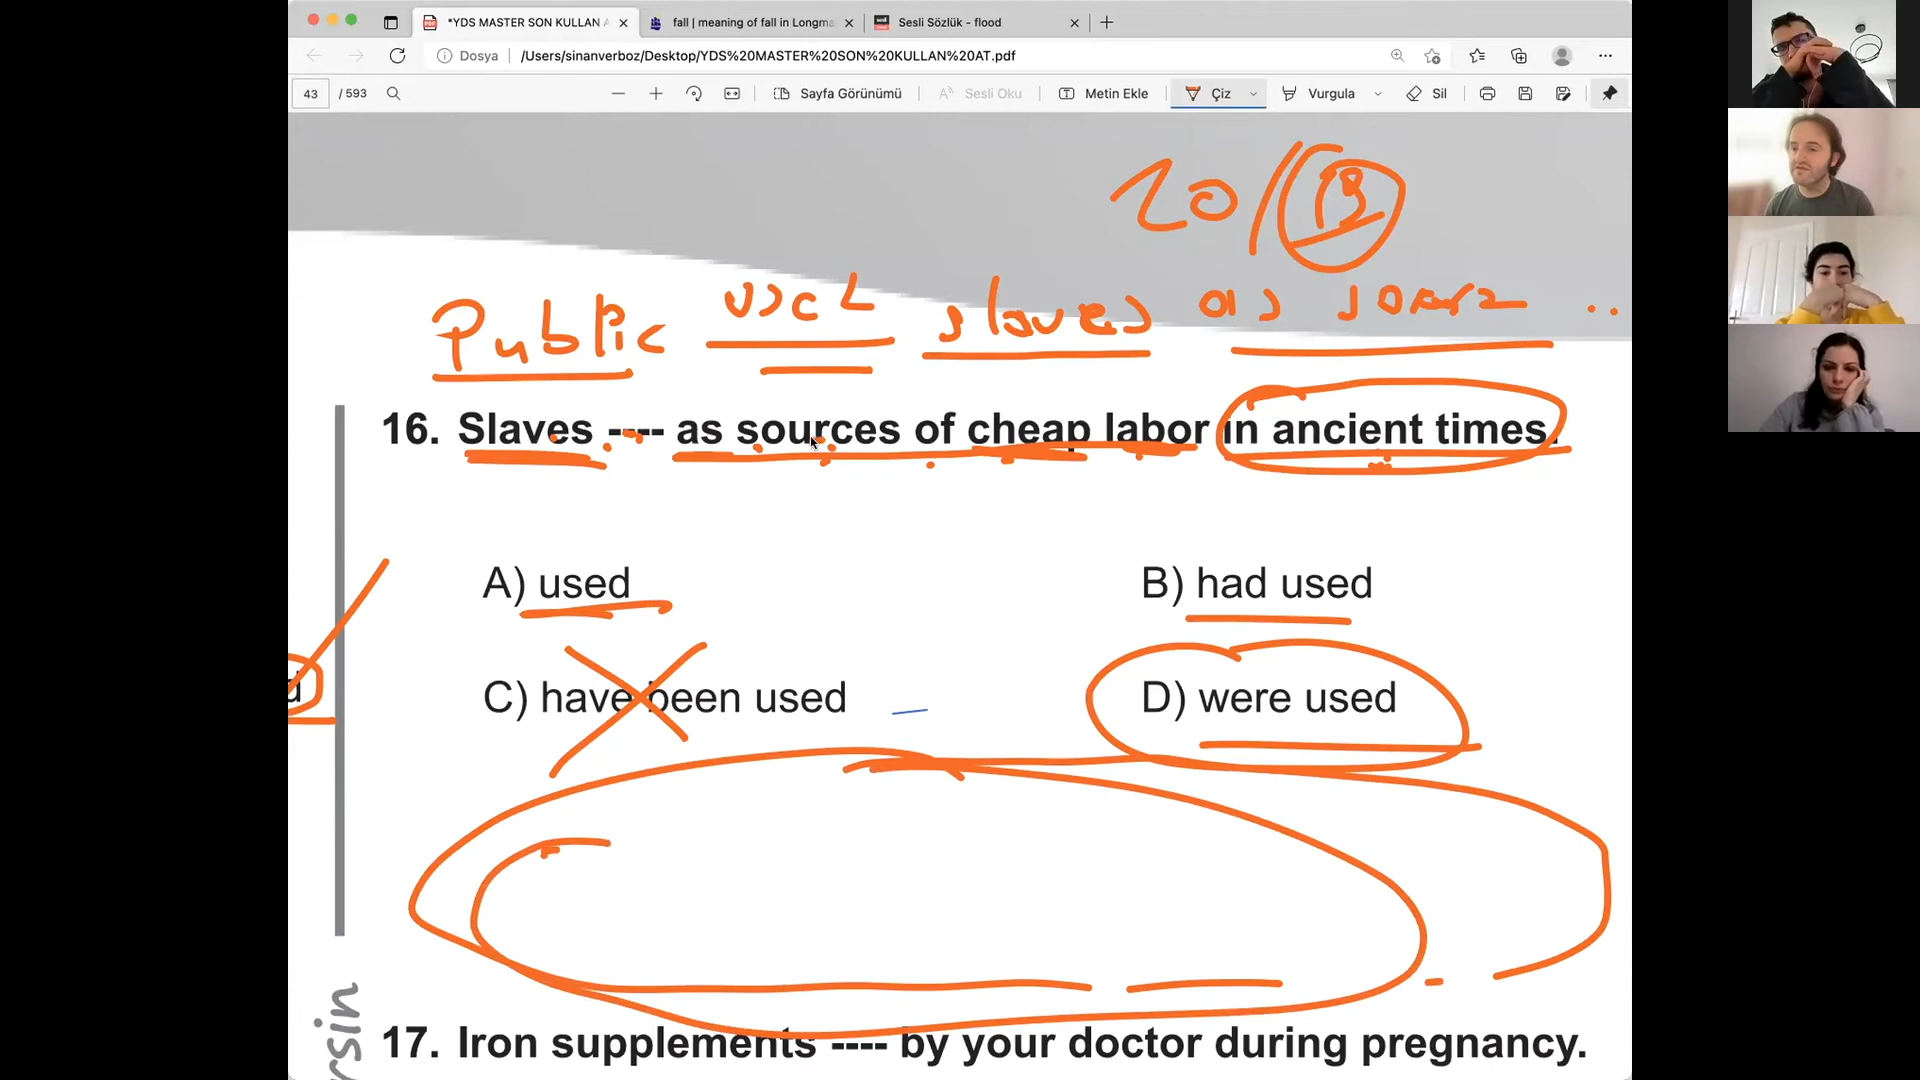 *YDS MASTER SON KULLAN A
fall | meaning of fall in Longma
Sesli Sözlük - flood
Dosya /Users/sinanverboz/Desktop/YDS%20MASTER%20SON%20KULLAN%20AT.pdf
43 / 593 Sayfa Görünümü Sesli Oku Metin Ekle Çiz Vurgula Sil
Public used slaves as
16. Slaves ---- as sources of cheap labor in ancient times.
A) used B) had used
C) have been used D) were used
17. Iron supplements ---- by your doctor during pregnancy.